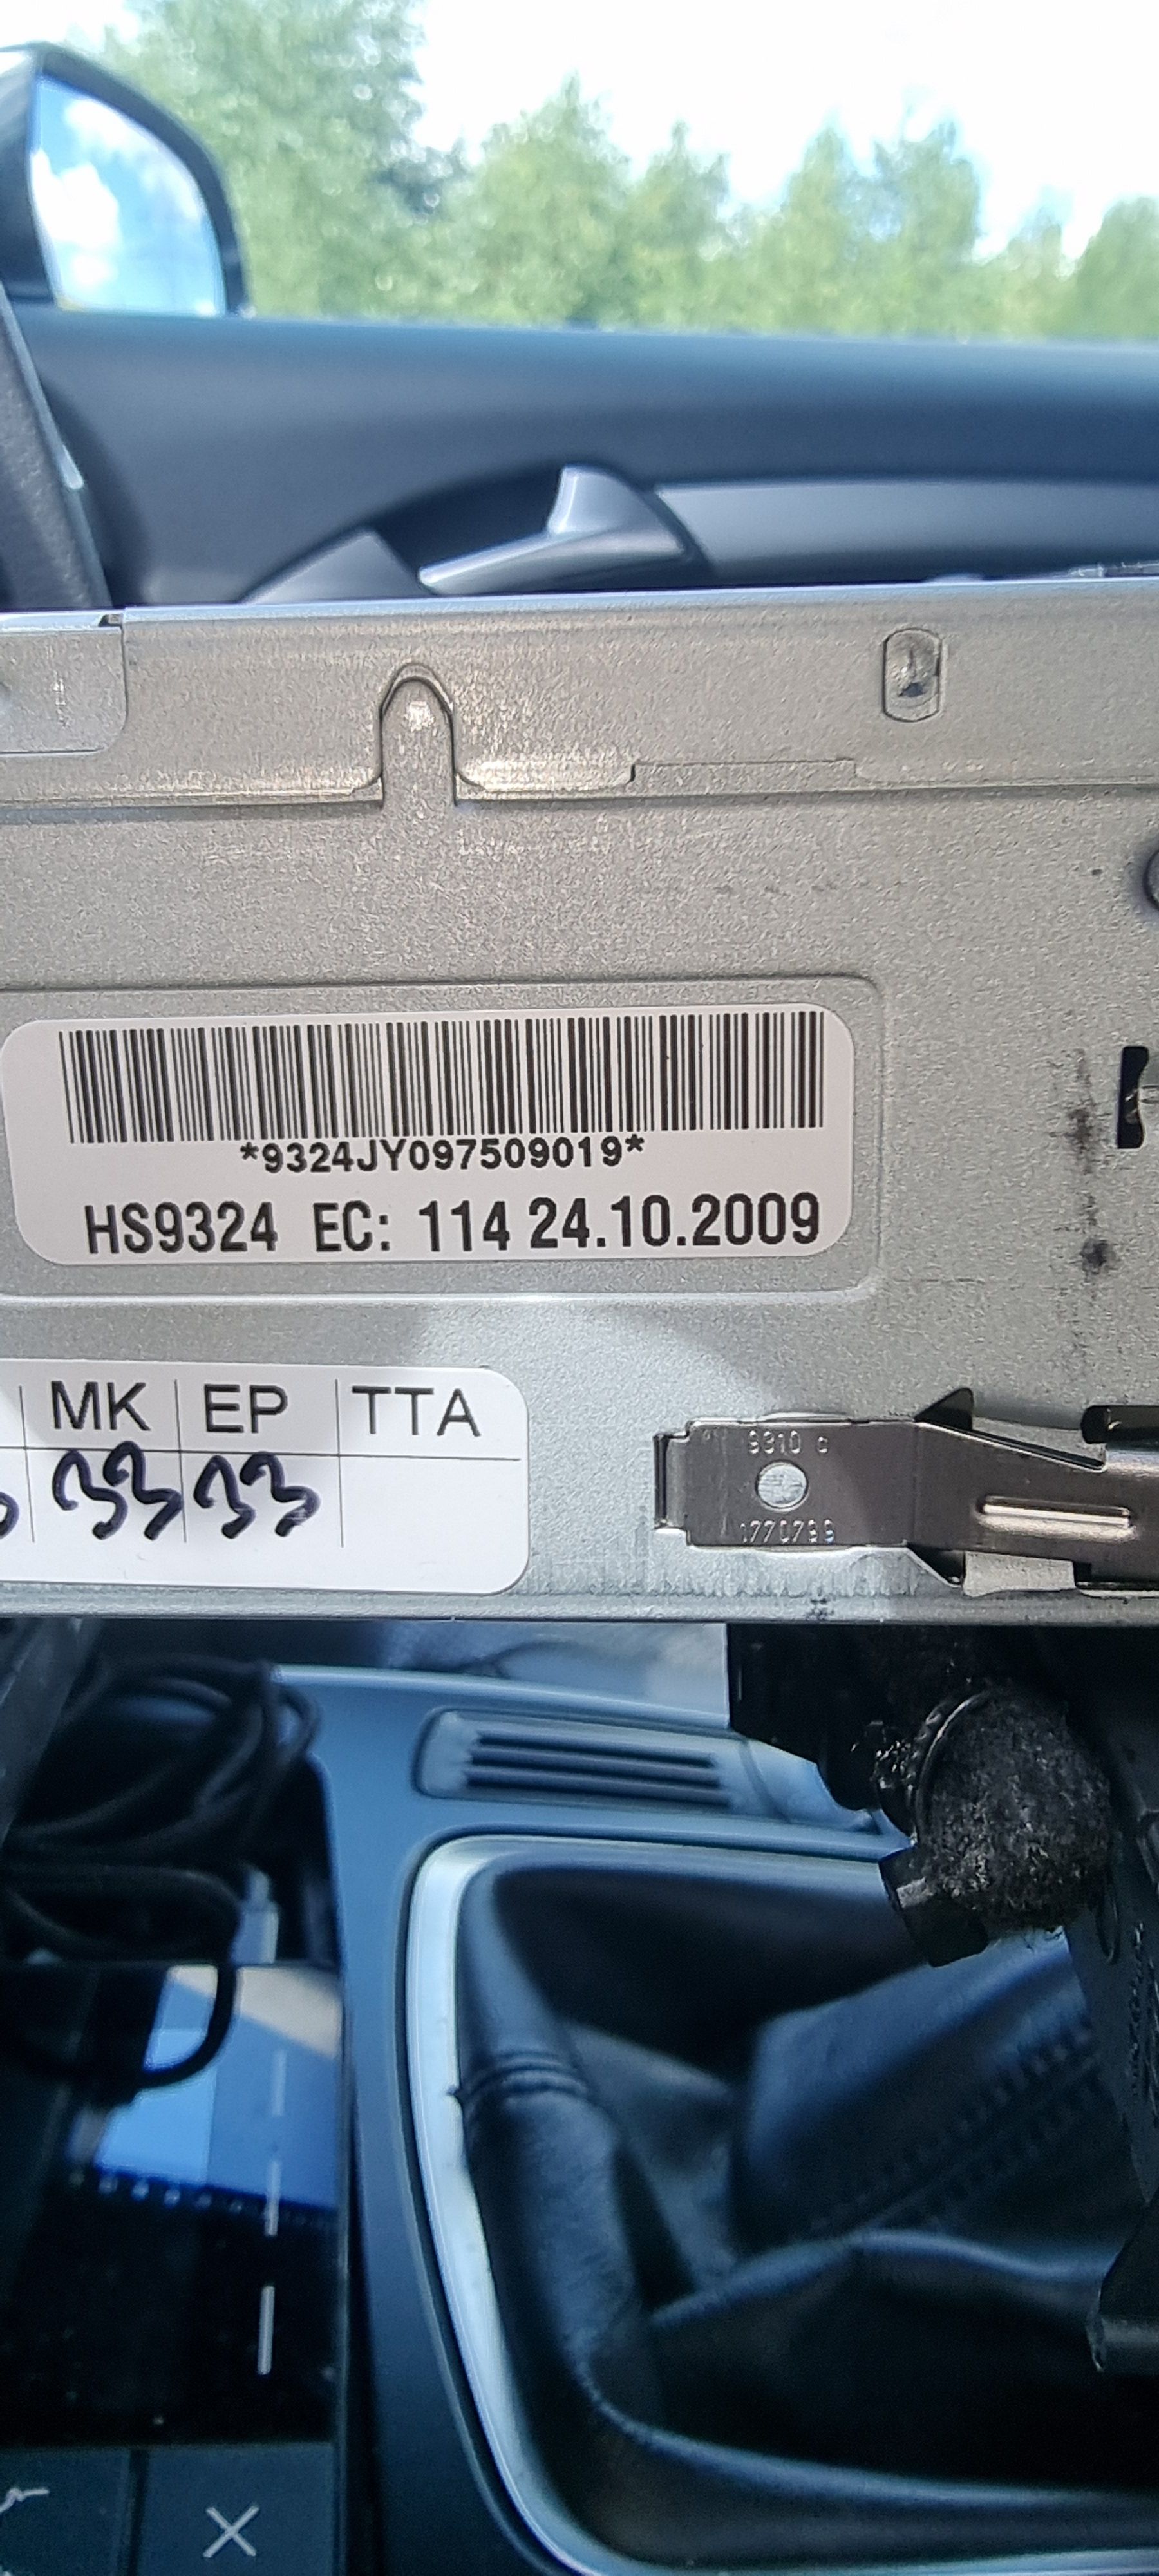 *9324JY097509019*
HS9324 EC: 114 24.10.2009
MK EP TTA
33 33
9310 c
1770799